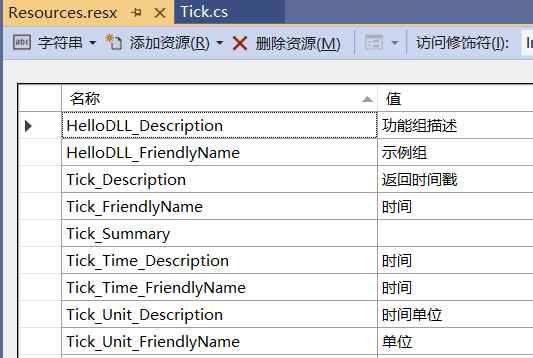 Resources.resx Tick.cs
字符串 添加资源(R) 删除资源(M) 访问修饰符(I):
名称 值
HelloDLL_Description 功能组描述
HelloDLL_FriendlyName 示例组
Tick_Description 返回时间戳
Tick_FriendlyName 时间
Tick_Summary
Tick_Time_Description 时间
Tick_Time_FriendlyName 时间
Tick_Unit_Description 时间单位
Tick_Unit_FriendlyName 单位